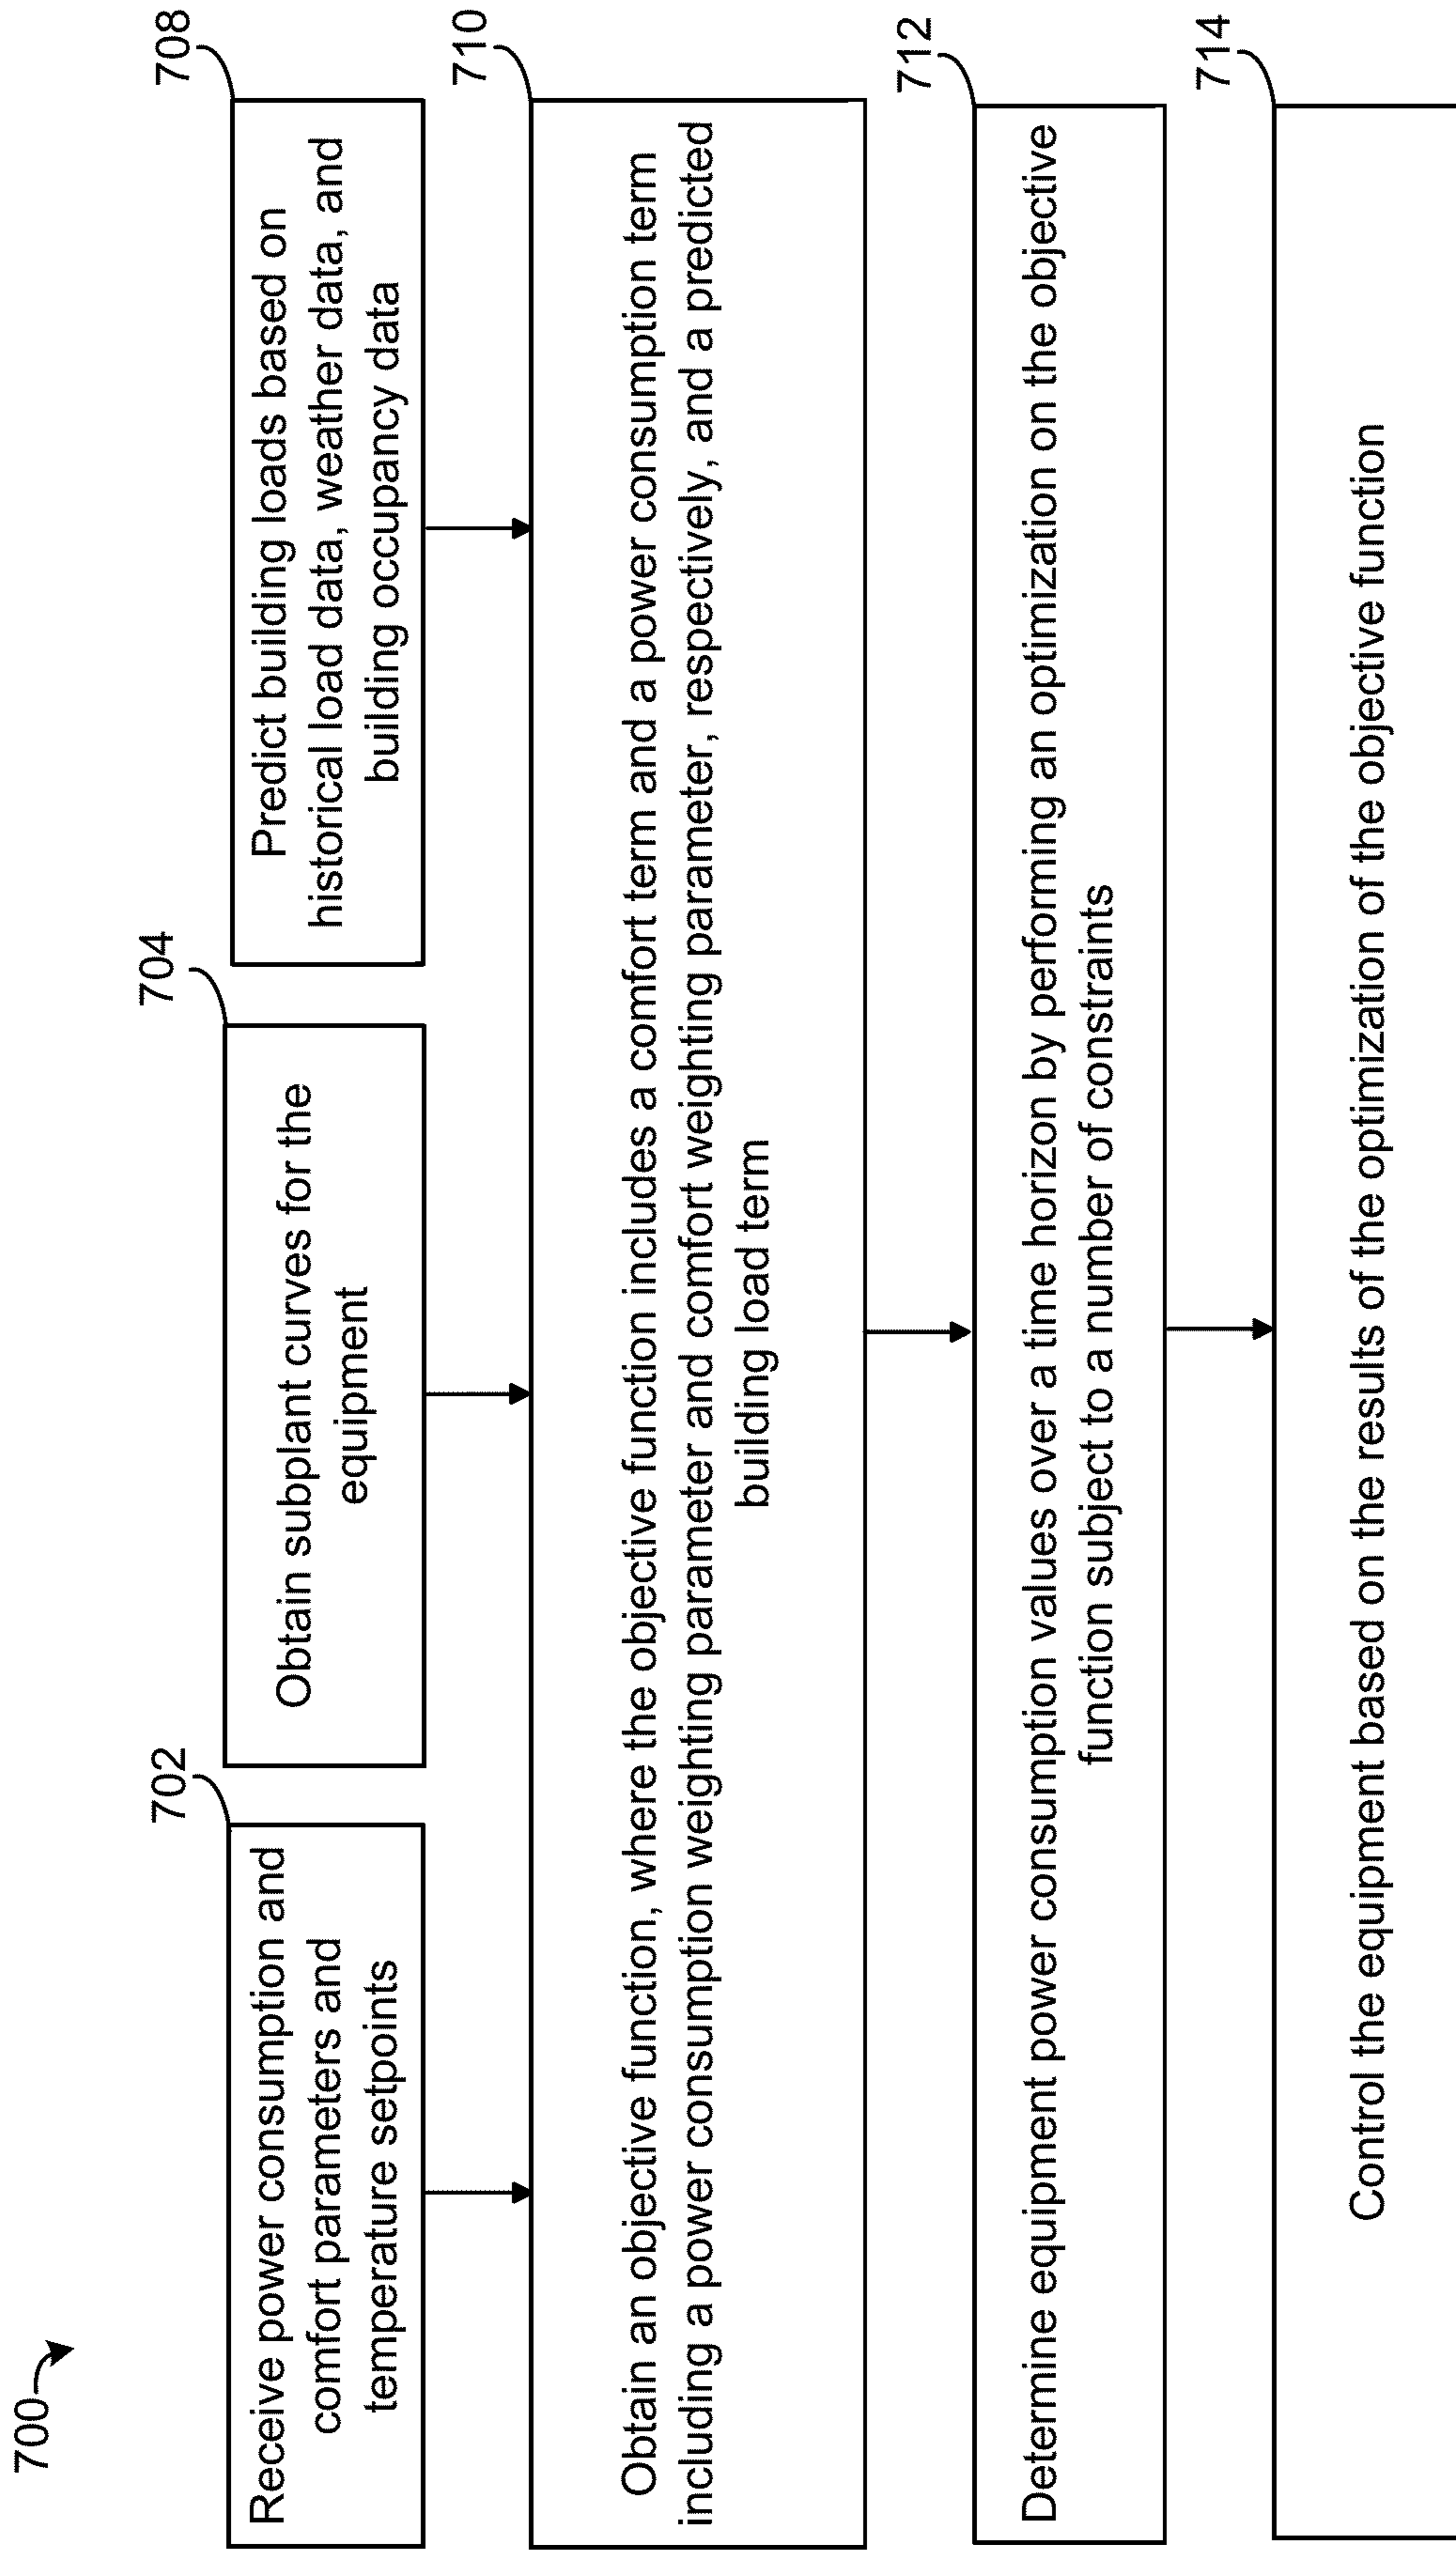 700
702
Receive power consumption and
comfort parameters and
temperature setpoints
704
Obtain subplant curves for the
equipment
708
Predict building loads based on
historical load data, weather data, and
building occupancy data
710
Obtain an objective function, where the objective function includes a comfort term and a power consumption term
including a power consumption weighting parameter and comfort weighting parameter, respectively, and a predicted
building load term
712
Determine equipment power consumption values over a time horizon by performing an optimization on the objective
function subject to a number of constraints
714
Control the equipment based on the results of the optimization of the objective function